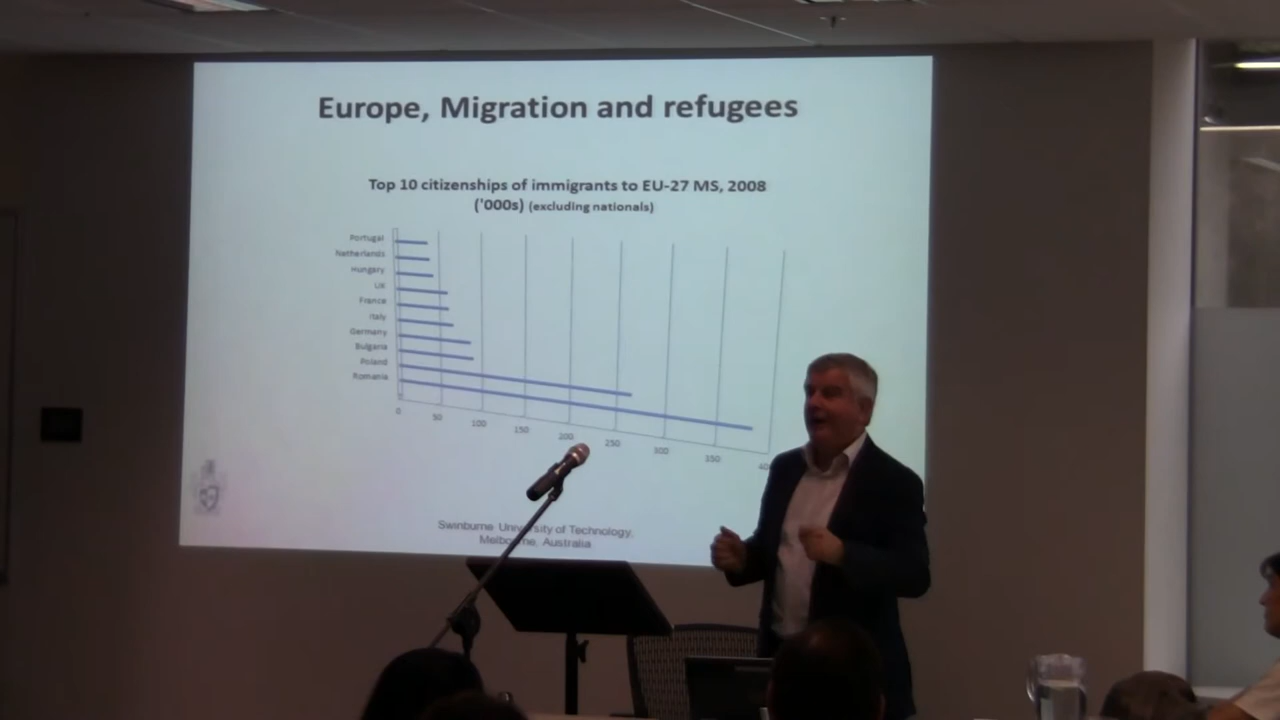 Europe, Migration and refugees
Top 10 citizenships of immigrants to EU-27 MS, 2008
('000s) (excluding nationals)
Portugal
Netherlands
Hungary
UK
France
Italy
Germany
Bulgaria
Poland
Romania
0
50
100
150
200
250
300
350
40
Swinburne University of Technology,
Melbourne, Australia